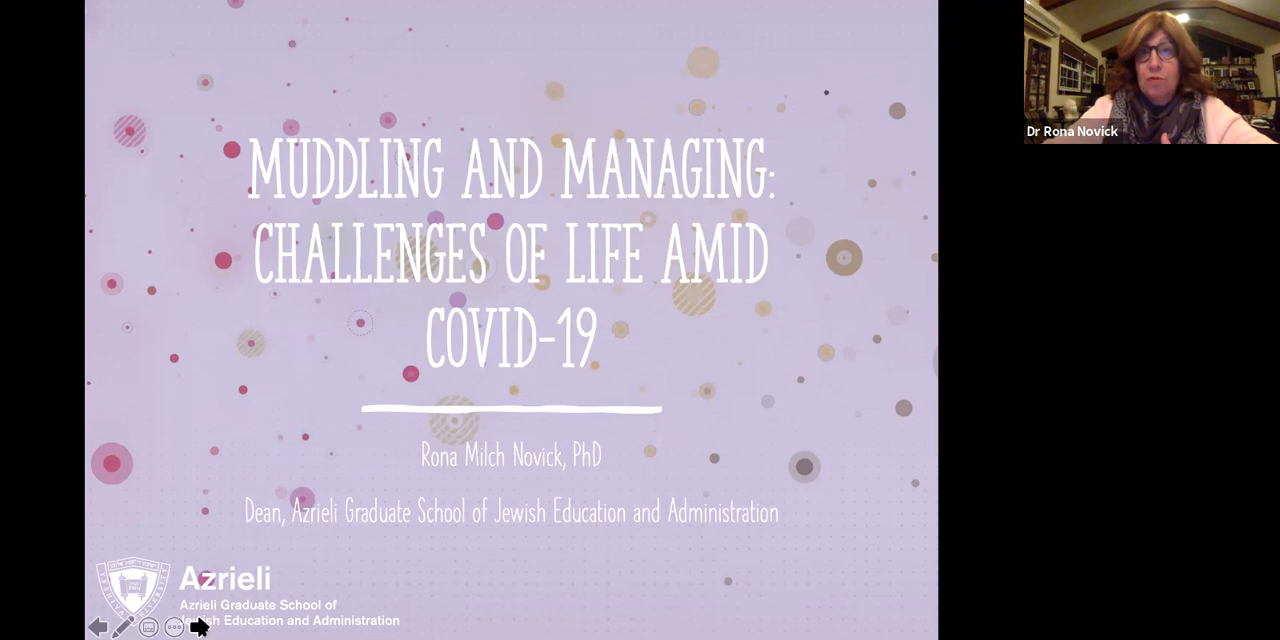 MUDDLING AND MANAGING:
CHALLENGES OF LIFE AMID
COVID-19
Rona Milch Novick, PhD
Dean, Azrieli Graduate School of Jewish Education and Administration
Azrieli
Azrieli Graduate School of
Jewish Education and Administration
Dr Rona Novick